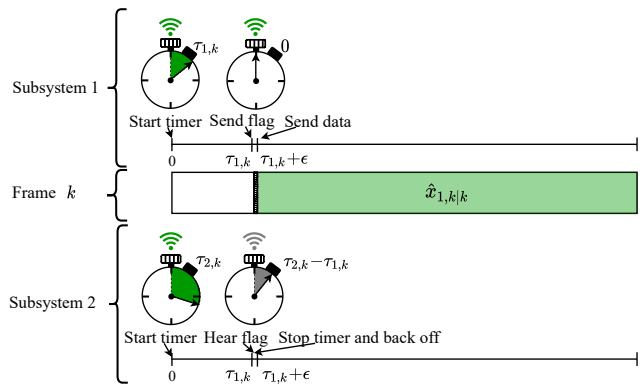 τ₁,ₖ
0
Subsystem 1
Start timer
Send flag
Send data
0
τ₁,ₖ
τ₁,ₖ+ϵ
Frame k
x̂₁,ₖ|ₖ
τ₂,ₖ
τ₂,ₖ−τ₁,ₖ
Subsystem 2
Start timer
Hear flag
Stop timer and back off
0
τ₁,ₖ
τ₁,ₖ+ϵ